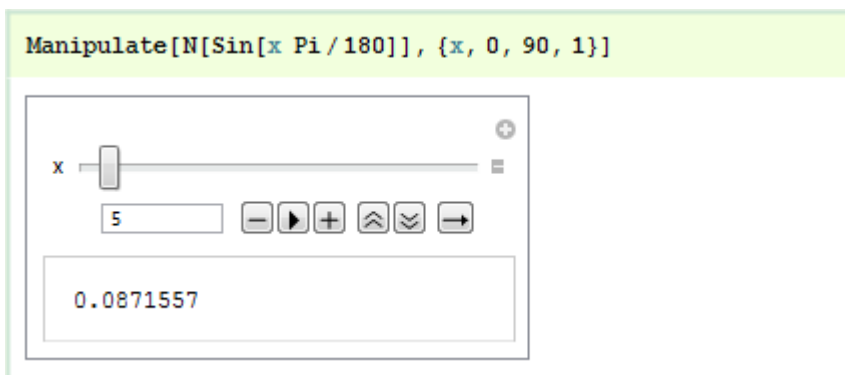 Manipulate[N[Sin[x Pi/180]], {x, 0, 90, 1}]
x
5
0.0871557